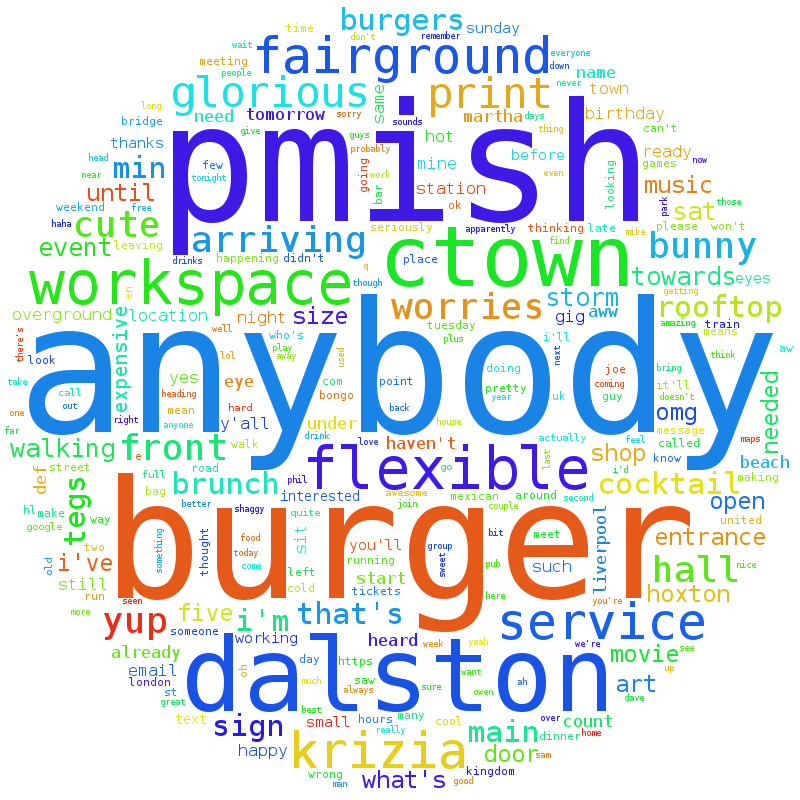 burgers
sunday
time
don't
remember
everyone
wait
meeting
fairground
down
people
never
glorious
print
name
town
long
same
bridge
need
tomorrow
sorry
sounds
martha
days
birthday
give
guys
thing
can't
thanks
pmish
hot
probably
before
ready
games
now
head
min
few
mine
work
even
looking
near
tonight
going
bar
station
music
those
until
ok
park
weekend
free
cute
haha
arriving
seriously
apparently
thinking
late
sat
please
won't
event
leaving
happening
didn't
ctown
find
mike
bunny
drinks
place
q
though
workspace
towards
eyes
getting
en
worries
storm
rooftop
amazing
overground
location
night
size
gig
aww
means
train
there's
expensive
well
who's
tuesday
plus
i'll
think
aw
look
lol
play
away
used
anybody
next
doing
uk
joe
it'll
bring
take
call
out
yes
eye
com
point
pretty
coming
guy
doesn't
needed
one
heading
mean
bongo
back
year
message
omg
far
right
anyone
hard
y'all
under
drink
house
actually
feel
called
maps
walking
front
e
walk
haven't
shop
know
beach
street
road
love
go
last
i'd
making
def
full
phil
flexible
tegs
bag
brunch
interested
awesome
mexican
around
second
cocktail
open
hi
make
better
shaggy
quite
join
couple
liverpool
united
google
way
something
thought
food
sit
burger
group
bit
meet
entrance
two
today
you'll
sweet
pub
such
nice
old
i've
come
left
running
hall
still
cold
start
here
hoxton
run
tickets
you're
more
seen
yup
five
i'm
that's
service
someone
working
heard
week
yeah
we're
movie
see
already
oh
day
https
dalston
want
up
email
london
st
saw
always
sure
owen
ah
art
dave
great
much
text
sign
best
small
hours
many
cool
over
main
count
happy
really
krizia
dinner
home
door
sam
wrong
what's
kingdom
man
good